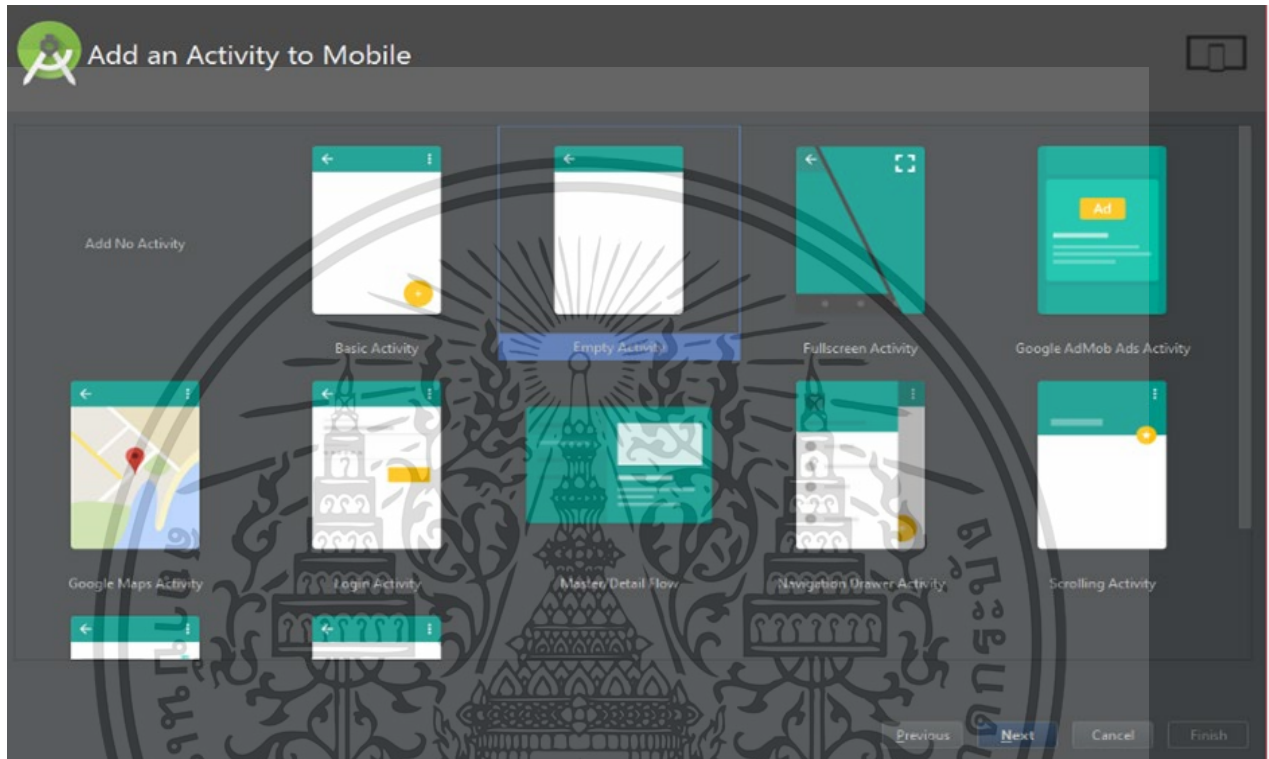 Add an Activity to Mobile
Add No Activity
Ad
Basic Activity
Empty Activity
Fullscreen Activity
Google AdMob Ads Activity
Google Maps Activity
Login Activity
Master/Detail Flow
Navigation Drawer Activity
Scrolling Activity
Previous
Next
Cancel
Finish